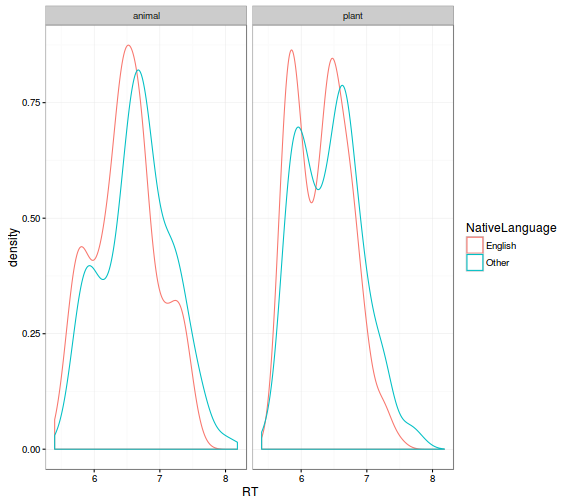 animal plant
density
0.75
0.50
0.25
0.00
6 7 8 6 7 8
RT
NativeLanguage
English
Other